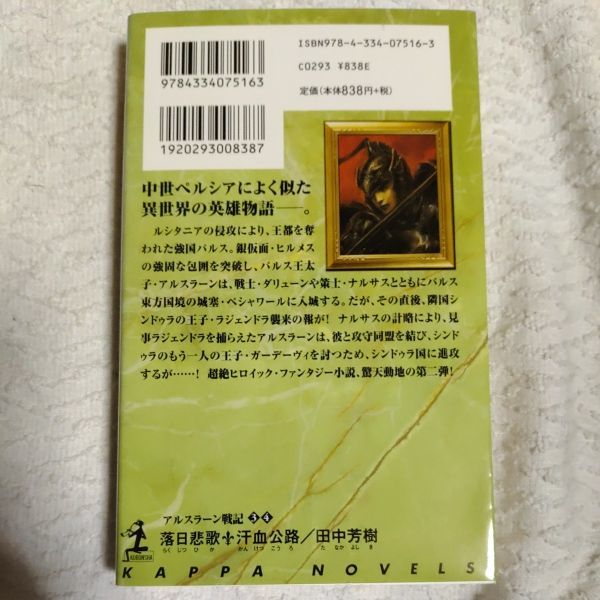 ISBN978-4-334-07516-3
C0293 ¥838E
定価(本体838円+税)
9784334075163
1920293008387
中世ペルシアによく似た
異世界の英雄物語――。
ルシタニアの侵攻により、王都を
奪われた強国パルス。銀仮面・ヒルメス
の強固な包囲を突破し、パルス王太
子・アルスラーンは、戦士・ダリューンや策士・ナルサスとともにパルス
東方国境の城塞・ペシャワールに入城する。だが、その直後、隣国シン
ドゥラの王子・ラジェンドラ襲来の報が! ナルサスの計略により、見
事ラジェンドラを捕らえたアルスラーンは、彼と攻守同盟を結び、シンド
ゥラのもう一人の王子・ガーデーヴィを討つため、シンドゥラ国に進攻
するが……! 超絶ヒロイック・ファンタジー小説、驚天動地の第二弾!
アルスラーン戦記❸❹
落日悲歌✤汗血公路/田中芳樹
らくじつひか かんけつこうろ たなかよしき
KOBUNSHA
KAPPA NOVELS